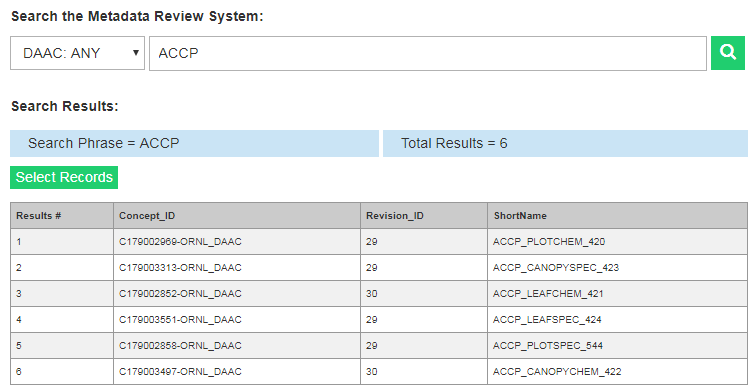 Search the Metadata Review System:
DAAC: ANY ACCP
Search Results:
Search Phrase = ACCP Total Results = 6
Select Records
Results # Concept_ID Revision_ID ShortName
1 C179002969-ORNL_DAAC 29 ACCP_PLOTCHEM_420
2 C179003313-ORNL_DAAC 29 ACCP_CANOPYSPEC_423
3 C179002852-ORNL_DAAC 30 ACCP_LEAFCHEM_421
4 C179003551-ORNL_DAAC 29 ACCP_LEAFSPEC_424
5 C179002858-ORNL_DAAC 29 ACCP_PLOTSPEC_544
6 C179003497-ORNL_DAAC 30 ACCP_CANOPYCHEM_422